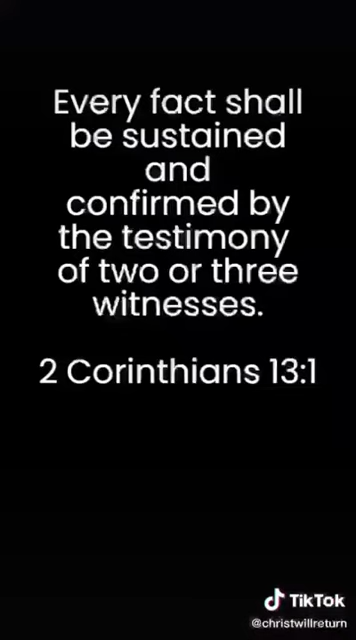 Every fact shall
be sustained
and
confirmed by
the testimony
of two or three
witnesses.
2 Corinthians 13:1
TikTok
@christwillreturn